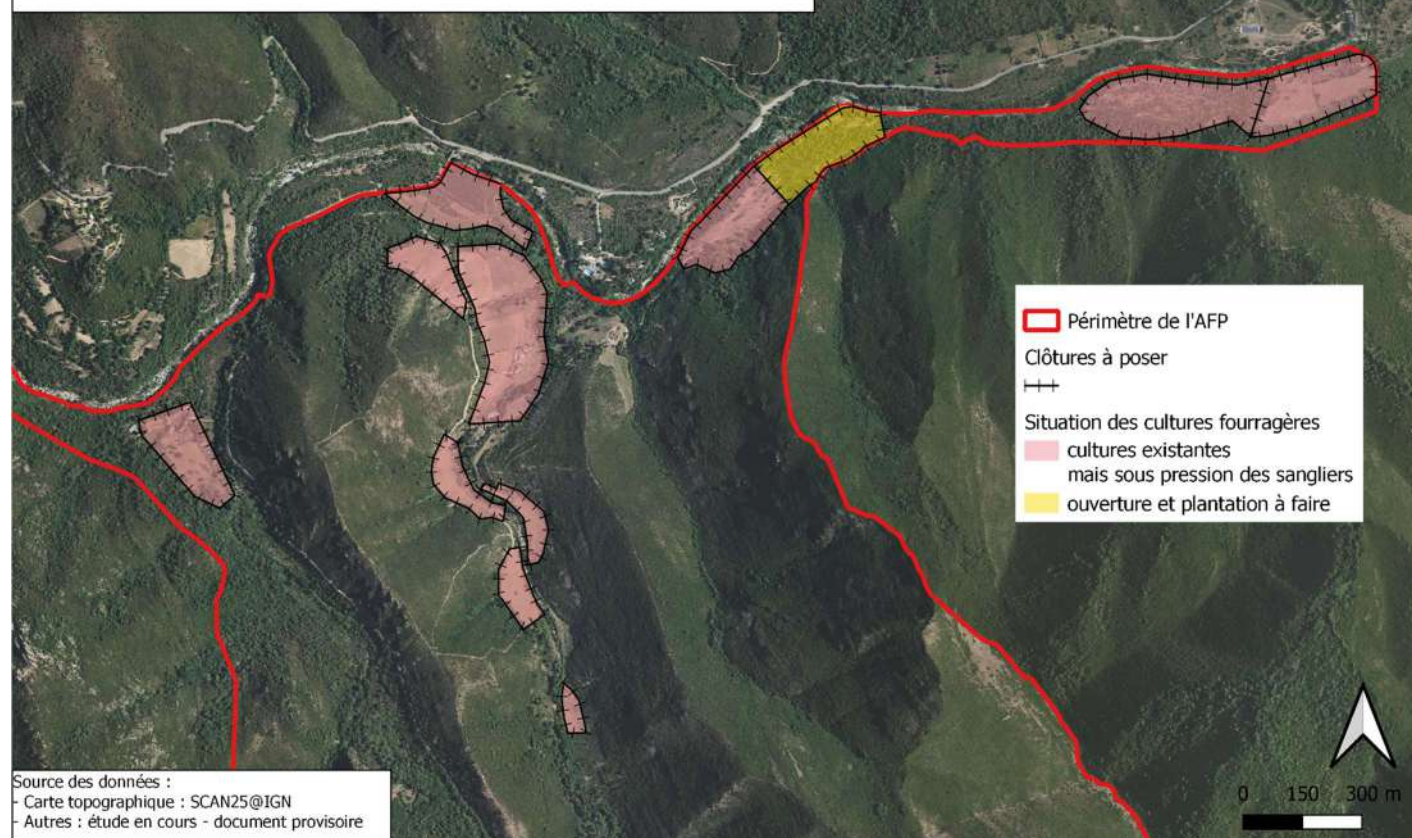 Périmètre de l'AFP
Clôtures à poser
Situation des cultures fourragères
cultures existantes
mais sous pression des sangliers
ouverture et plantation à faire
Source des données :
- Carte topographique : SCAN25@IGN
- Autres : étude en cours - document provisoire
0 150 300 m